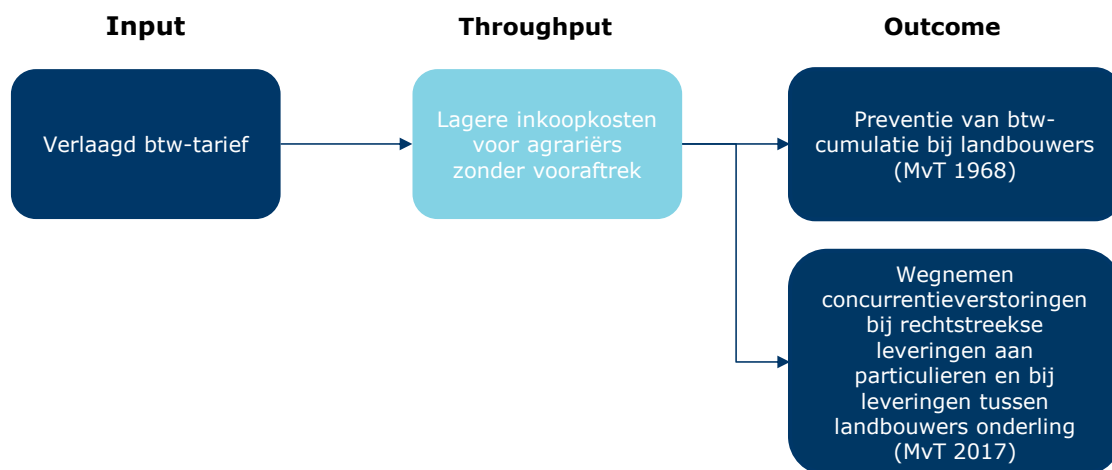 Input
Throughput
Outcome
Verlaagd btw-tarief
Lagere inkoopkosten
voor agrariërs
zonder vooraftrek
Preventie van btw-
cumulatie bij landbouwers
(MvT 1968)
Wegnemen
concurrentieverstoringen
bij rechtstreekse
leveringen aan
particulieren en bij
leveringen tussen
landbouwers onderling
(MvT 2017)